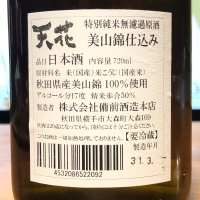 天花
特別純米無濾過原酒
美山錦仕込み
品目 日本酒 内容量 720ml
原材料名 米(国産)米こうじ(国産米)
秋田県産美山錦100%使用
アルコール分17度 精米歩合50%
製造者 株式会社備前酒造本店
秋田県横手市大森町大森169
【要冷蔵】
製造年月
31. 3.
4532086522092